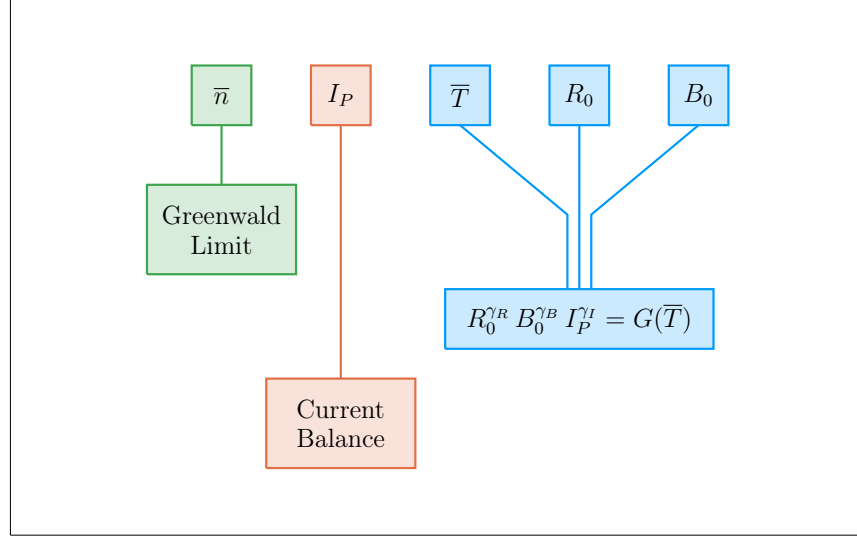 n̅ I_P T̅ R_0 B_0
Greenwald
Limit
R_0^{γ_R} B_0^{γ_B} I_P^{γ_I} = G(T̅)
Current
Balance